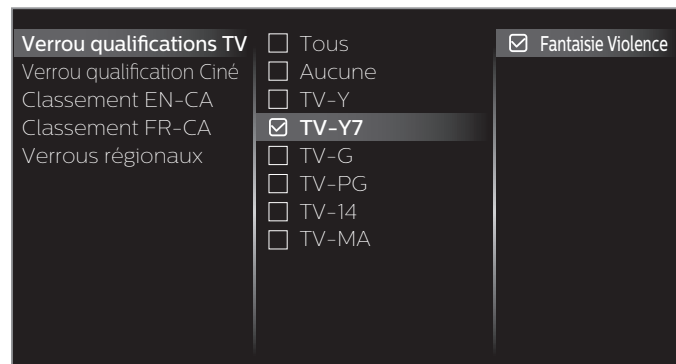 Verrou qualifications TV
Verrou qualification Ciné
Classement EN-CA
Classement FR-CA
Verrous régionaux
Tous
Aucune
TV-Y
TV-Y7
TV-G
TV-PG
TV-14
TV-MA
Fantaisie Violence